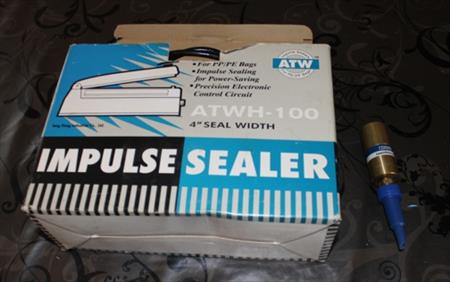 • For PP/PE Bags
• Impulse Sealing
for Power-Saving
• Precision Electronic
Control Circuit
ATW
ATWH-100
4" SEAL WIDTH
IMPULSE SEALER